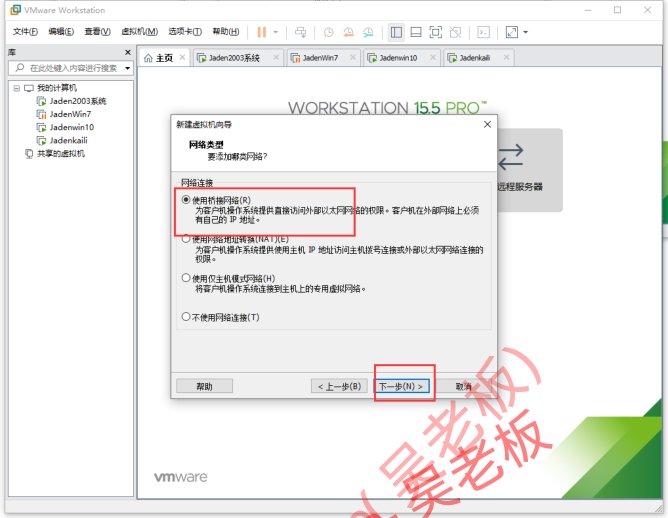 VMware Workstation
文件(F) 编辑(E) 查看(V) 虚拟机(M) 选项卡(T) 帮助(H)
库
在此处键入内容进行搜索
我的计算机
Jaden2003系统
JadenWin7
Jadenwin10
Jadenkaili
共享的虚拟机
主页 Jaden2003系统 JadenWin7 Jadenwin10 Jadenkaili
WORKSTATION 15.5 PRO™
远程服务器
新建虚拟机向导
网络类型
要添加哪类网络?
网络连接
使用桥接网络(R)
为客户机操作系统提供直接访问外部以太网网络的权限。客户机在外部网络上必须
有自己的 IP 地址。
使用网络地址转换(NAT)(E)
为客户机操作系统提供使用主机 IP 地址访问主机拨号连接或外部以太网网络连接的
权限。
使用仅主机模式网络(H)
将客户机操作系统连接到主机上的专用虚拟网络。
不使用网络连接(T)
帮助 < 上一步(B) 下一步(N) > 取消
vmware
(吴老板)
吴老板